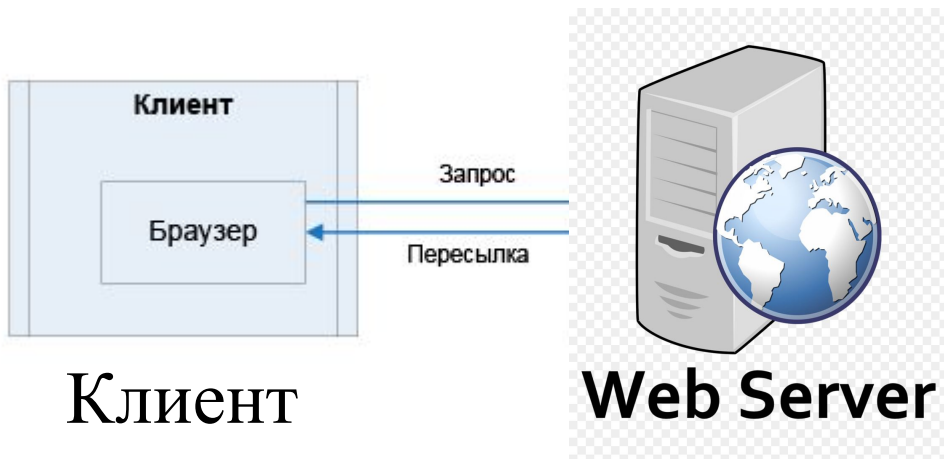 Клиент
Браузер
Запрос
Пересылка
Клиент
Web Server